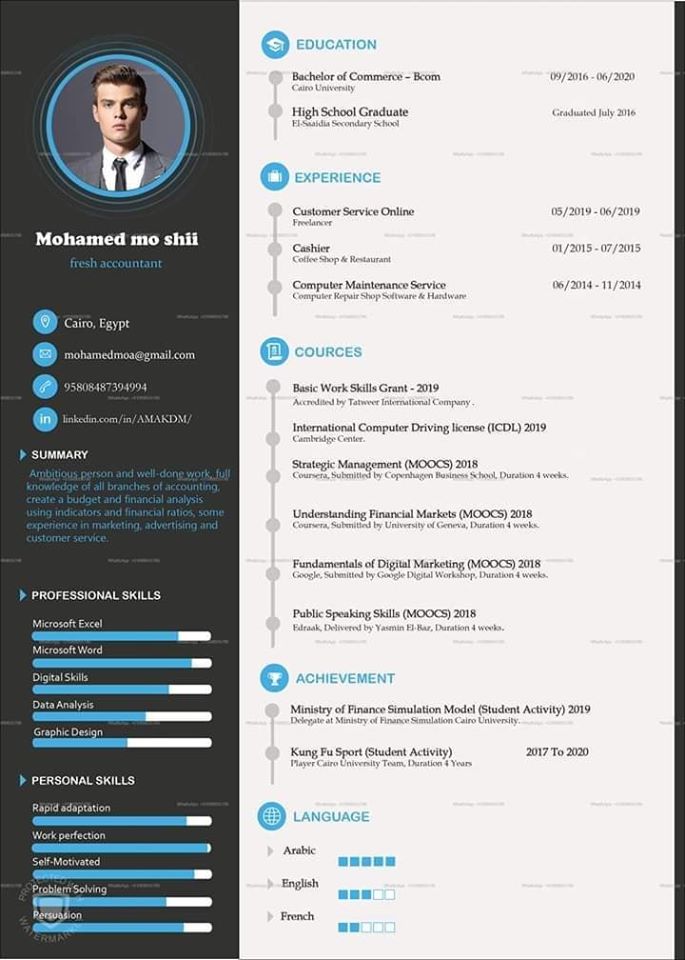 Mohamed mo shii
fresh accountant
Cairo, Egypt
mohamedmoa@gmail.com
95808487394994
in
linkedin.com/in/AMAKDM/
SUMMARY
Ambitious person and well-done work, full
knowledge of all branches of accounting,
create a budget and financial analysis
using indicators and financial ratios, some
experience in marketing, advertising and
customer service.
PROFESSIONAL SKILLS
Microsoft Excel
Microsoft Word
Digital Skills
Data Analysis
Graphic Design
PERSONAL SKILLS
Rapid adaptation
Work perfection
Self-Motivated
Problem Solving
Persuasion
PROTECTED BY
WATERMARK
EDUCATION
Bachelor of Commerce – Bcom 09/2016 - 06/2020
Cairo University
High School Graduate Graduated July 2016
El-Saaidia Secondary School
EXPERIENCE
Customer Service Online 05/2019 - 06/2019
Freelancer
Cashier 01/2015 - 07/2015
Coffee Shop & Restaurant
Computer Maintenance Service 06/2014 - 11/2014
Computer Repair Shop Software & Hardware
COURCES
Basic Work Skills Grant - 2019
Accredited by Tatweer International Company .
International Computer Driving license (ICDL) 2019
Cambridge Center.
Strategic Management (MOOCS) 2018
Coursera, Submitted by Copenhagen Business School, Duration 4 weeks.
Understanding Financial Markets (MOOCS) 2018
Coursera, Submitted by University of Geneva, Duration 4 weeks.
Fundamentals of Digital Marketing (MOOCS) 2018
Google, Submitted by Google Digital Workshop, Duration 4 weeks.
Public Speaking Skills (MOOCS) 2018
Edraak, Delivered by Yasmin El-Baz, Duration 4 weeks.
ACHIEVEMENT
Ministry of Finance Simulation Model (Student Activity) 2019
Delegate at Ministry of Finance Simulation Cairo University.
Kung Fu Sport (Student Activity) 2017 To 2020
Player Cairo University Team, Duration 4 Years
LANGUAGE
Arabic
English
French